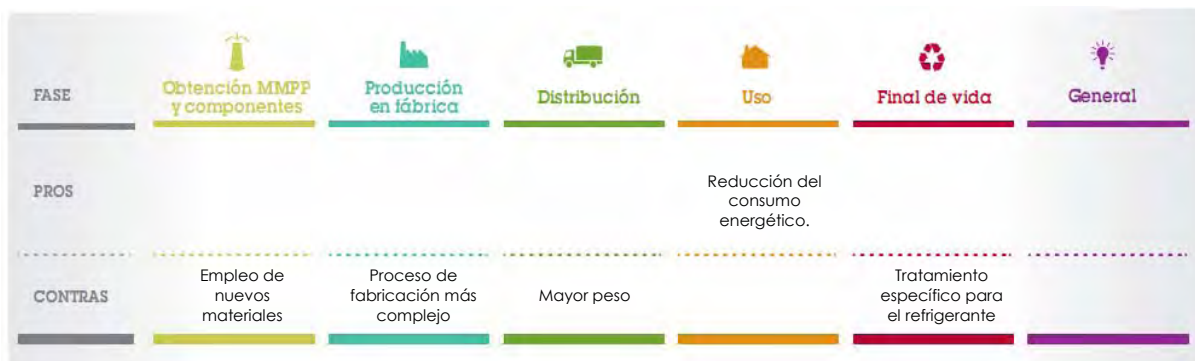 FASE
Obtención MMPP
y componentes
Producción
en fábrica
Distribución
Uso
Final de vida
General
PROS
Reducción del
consumo
energético.
CONTRAS
Empleo de
nuevos
materiales
Proceso de
fabricación más
complejo
Mayor peso
Tratamiento
específico para
el refrigerante